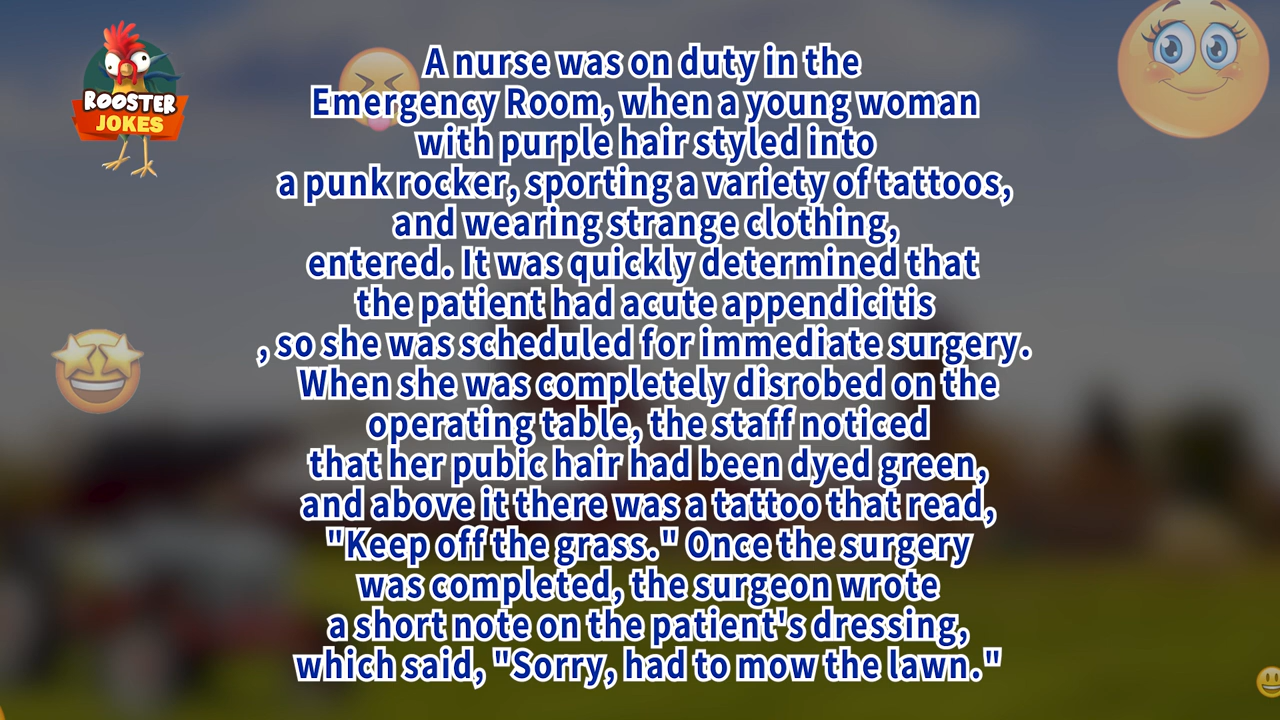 ROOSTER
JOKES
A nurse was on duty in the
Emergency Room, when a young woman
with purple hair styled into
a punk rocker, sporting a variety of tattoos,
and wearing strange clothing,
entered. It was quickly determined that
the patient had acute appendicitis
, so she was scheduled for immediate surgery.
When she was completely disrobed on the
operating table, the staff noticed
that her pubic hair had been dyed green,
and above it there was a tattoo that read,
"Keep off the grass." Once the surgery
was completed, the surgeon wrote
a short note on the patient's dressing,
which said, "Sorry, had to mow the lawn."